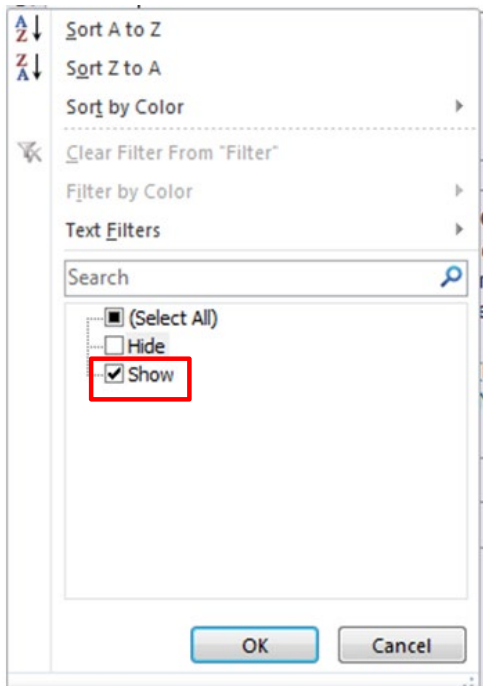 Sort A to Z
Sort Z to A
Sort by Color
Clear Filter From "Filter"
Filter by Color
Text Filters
Search
(Select All)
Hide
Show
OK
Cancel